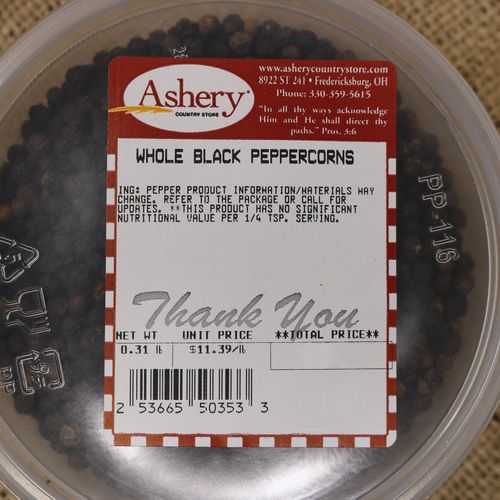 www.asherycountrystore.com
8922 ST 241 • Fredericksburg, OH
Phone: 330-359-5615
Ashery
COUNTRY STORE
"In all thy ways acknowledge
Him and He shall direct thy
paths." Pros. 3:6
WHOLE BLACK PEPPERCORNS
ING: PEPPER PRODUCT INFORMATION/MATERIALS MAY
CHANGE. REFER TO THE PACKAGE OR CALL FOR
UPDATES. **THIS PRODUCT HAS NO SIGNIFICANT
NUTRITIONAL VALUE PER 1/4 TSP. SERVING.
PP-116
Thank You
NET WT UNIT PRICE **TOTAL PRICE**
0.31 lb $11.39/lb
2 53665 50353 3